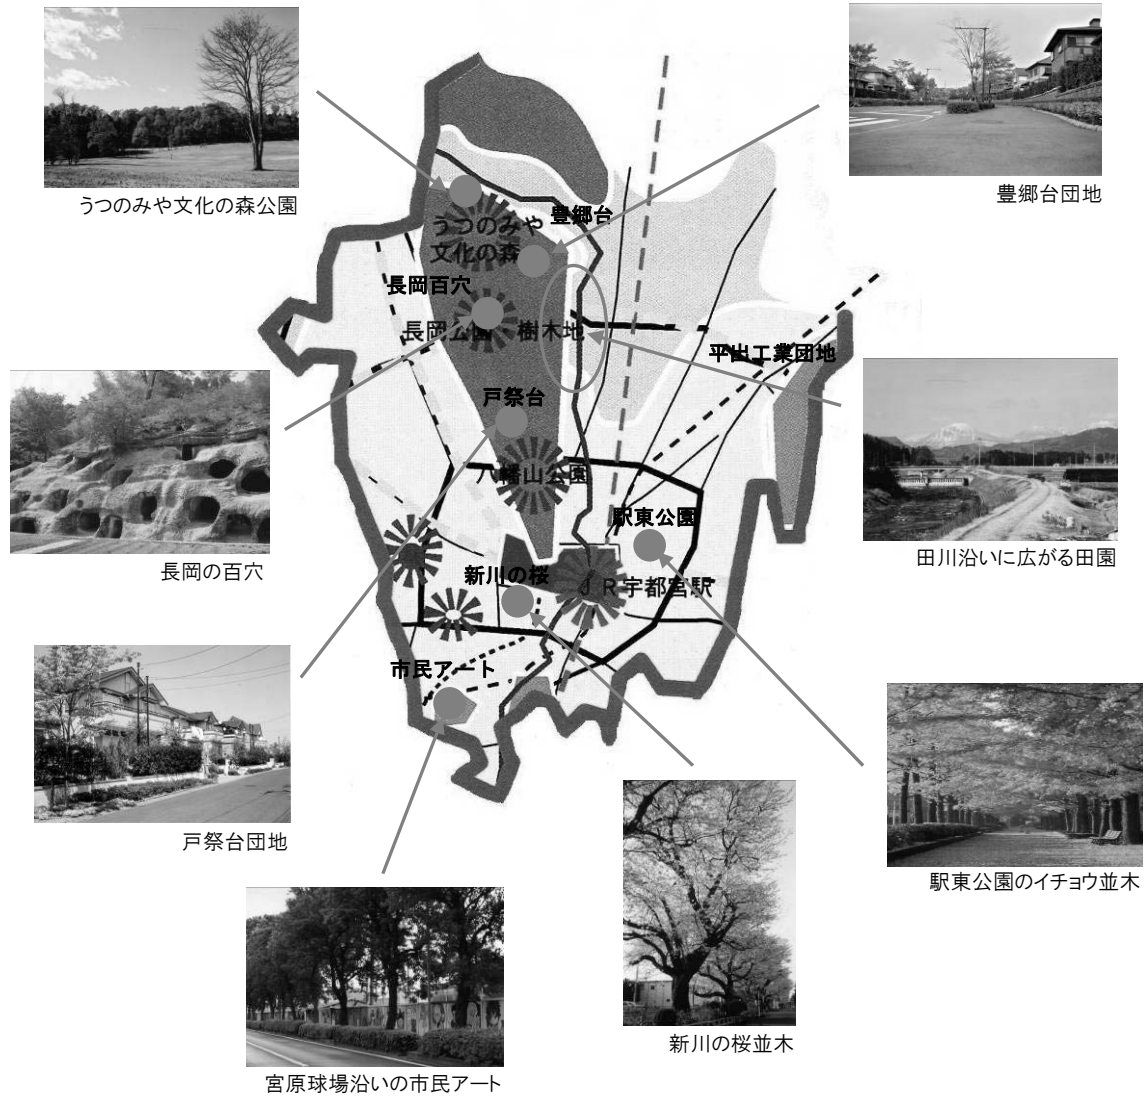 うつのみや文化の森公園
豊郷台団地
豊郷台
うつのみや
文化の森
長岡百穴
長岡公園・樹木地
平出工業団地
戸祭台
八幡山公園
駅東公園
新川の桜
JR宇都宮駅
市民アート
長岡の百穴
田川沿いに広がる田園
戸祭台団地
駅東公園のイチョウ並木
新川の桜並木
宮原球場沿いの市民アート